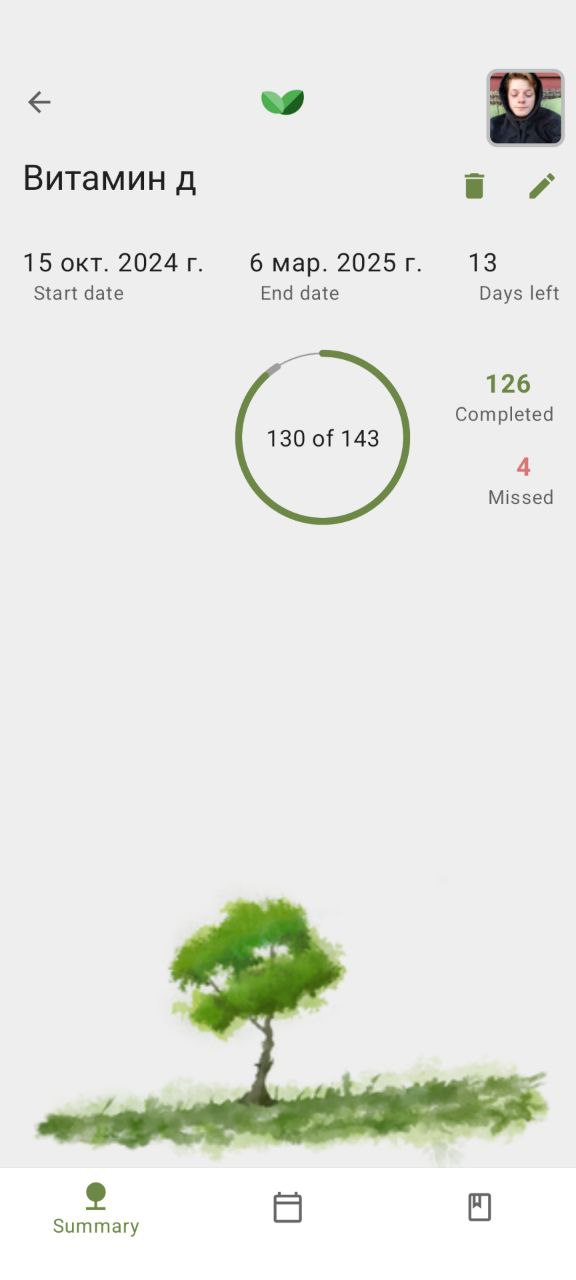 Витамин д
15 окт. 2024 г. 6 мар. 2025 г. 13
Start date End date Days left
126
Completed
130 of 143
4
Missed
Summary